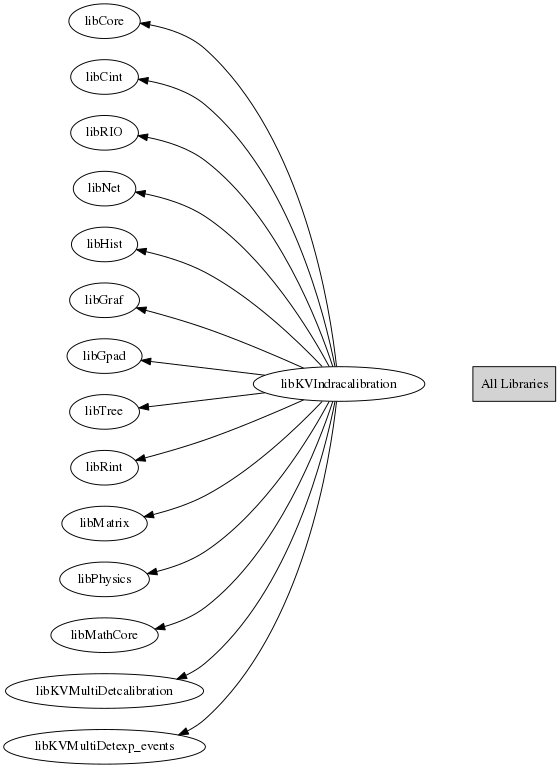 libCore
libCint
libRIO
libNet
libHist
libGraf
libGpad
libKVIndracalibration
All Libraries
libTree
libRint
libMatrix
libPhysics
libMathCore
libKVMultiDetcalibration
libKVMultiDetexp_events